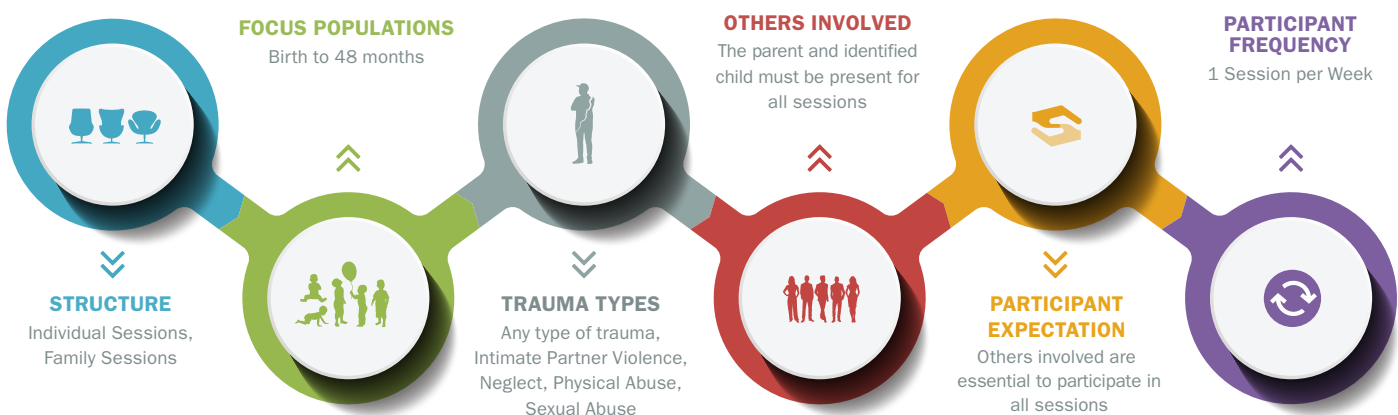 STRUCTURE
Individual Sessions,
Family Sessions
FOCUS POPULATIONS
Birth to 48 months
TRAUMA TYPES
Any type of trauma,
Intimate Partner Violence,
Neglect, Physical Abuse,
Sexual Abuse
OTHERS INVOLVED
The parent and identified
child must be present for
all sessions
PARTICIPANT
EXPECTATION
Others involved are
essential to participate in
all sessions
PARTICIPANT
FREQUENCY
1 Session per Week